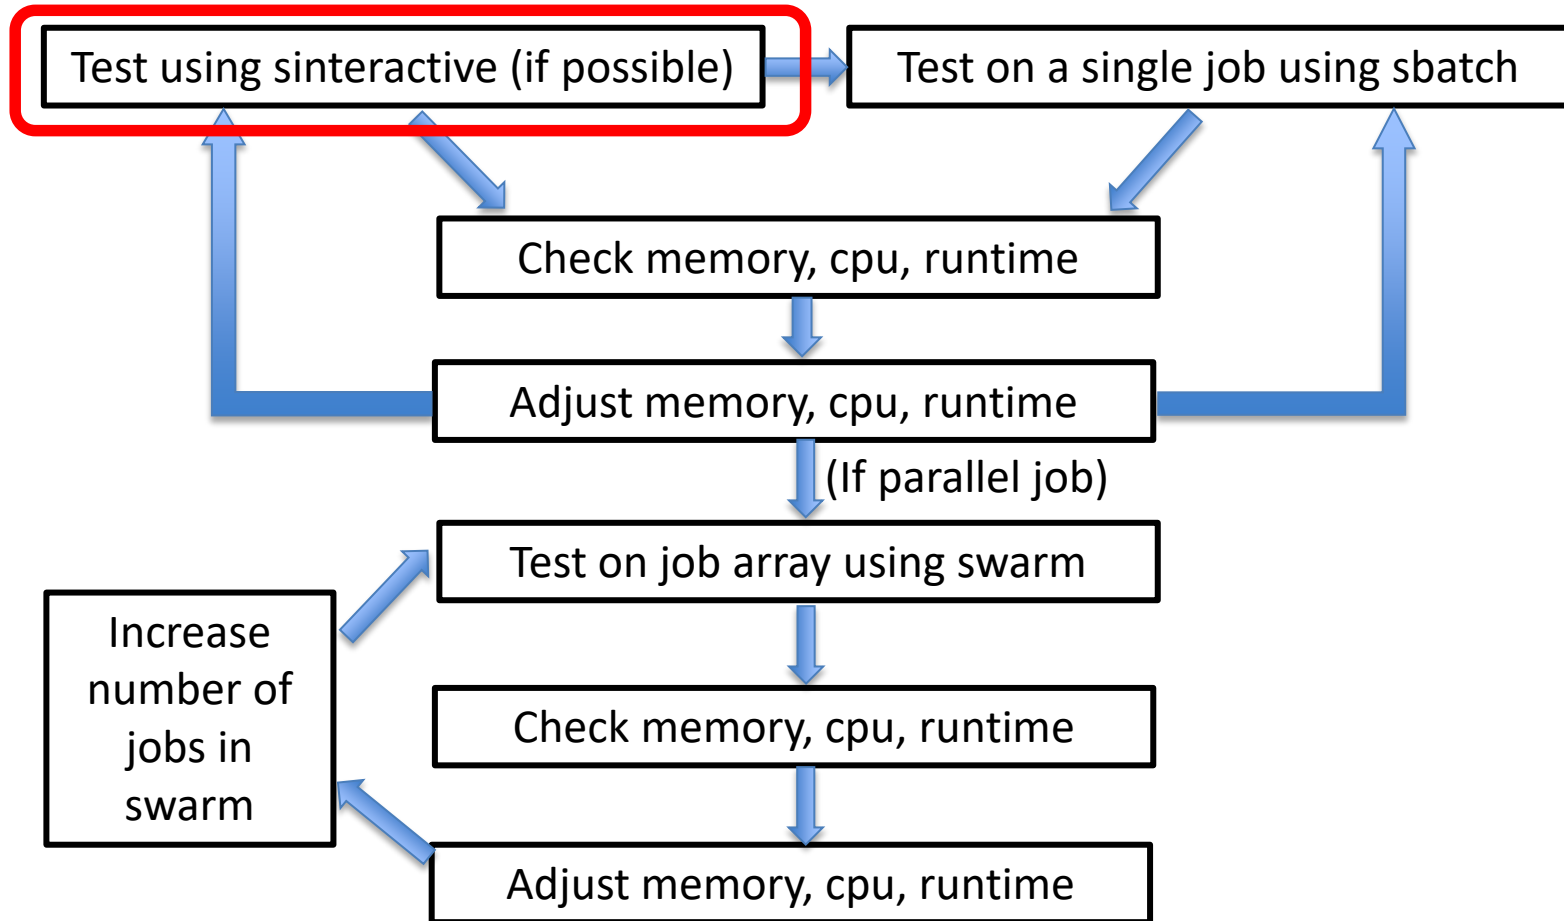 Test using sinteractive (if possible)
Test on a single job using sbatch
Check memory, cpu, runtime
Adjust memory, cpu, runtime
(If parallel job)
Test on job array using swarm
Increase
number of
jobs in
swarm
Check memory, cpu, runtime
Adjust memory, cpu, runtime